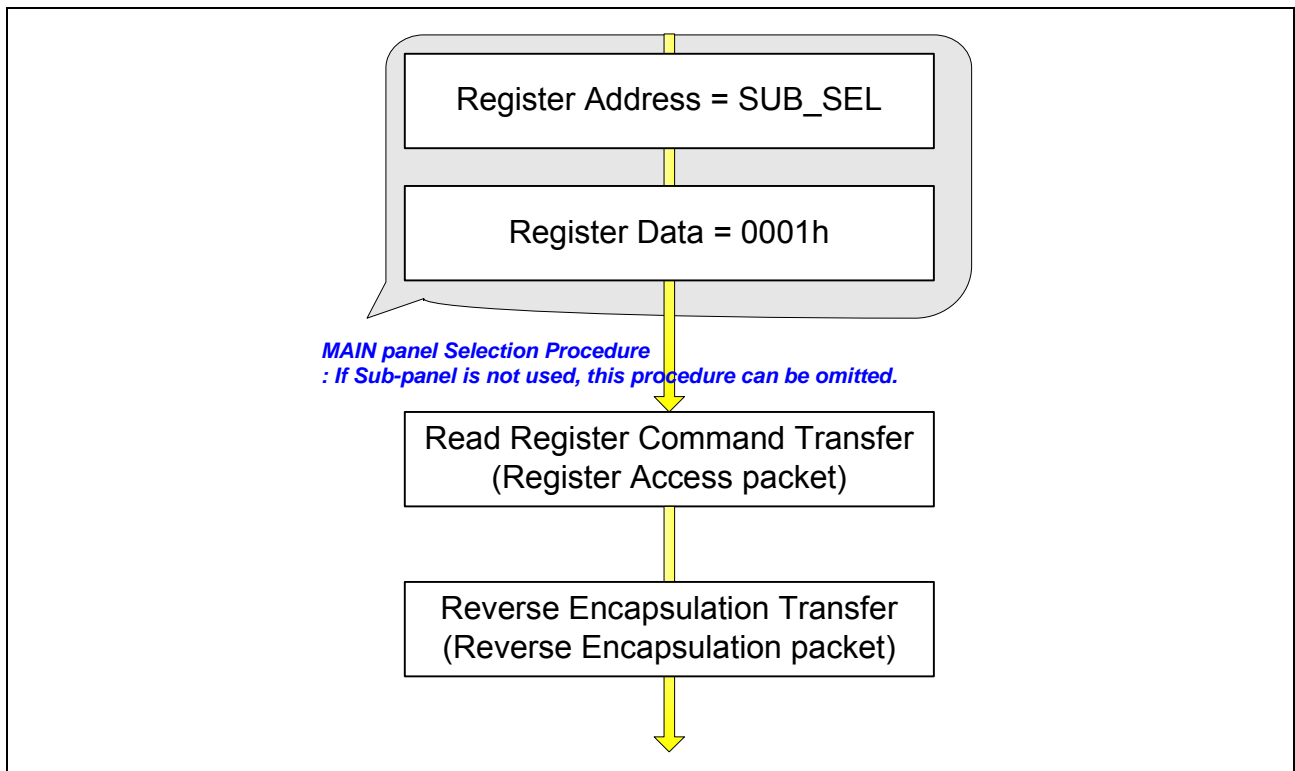 Register Address = SUB_SEL
Register Data = 0001h
MAIN panel Selection Procedure
: If Sub-panel is not used, this procedure can be omitted.
Read Register Command Transfer
(Register Access packet)
Reverse Encapsulation Transfer
(Reverse Encapsulation packet)